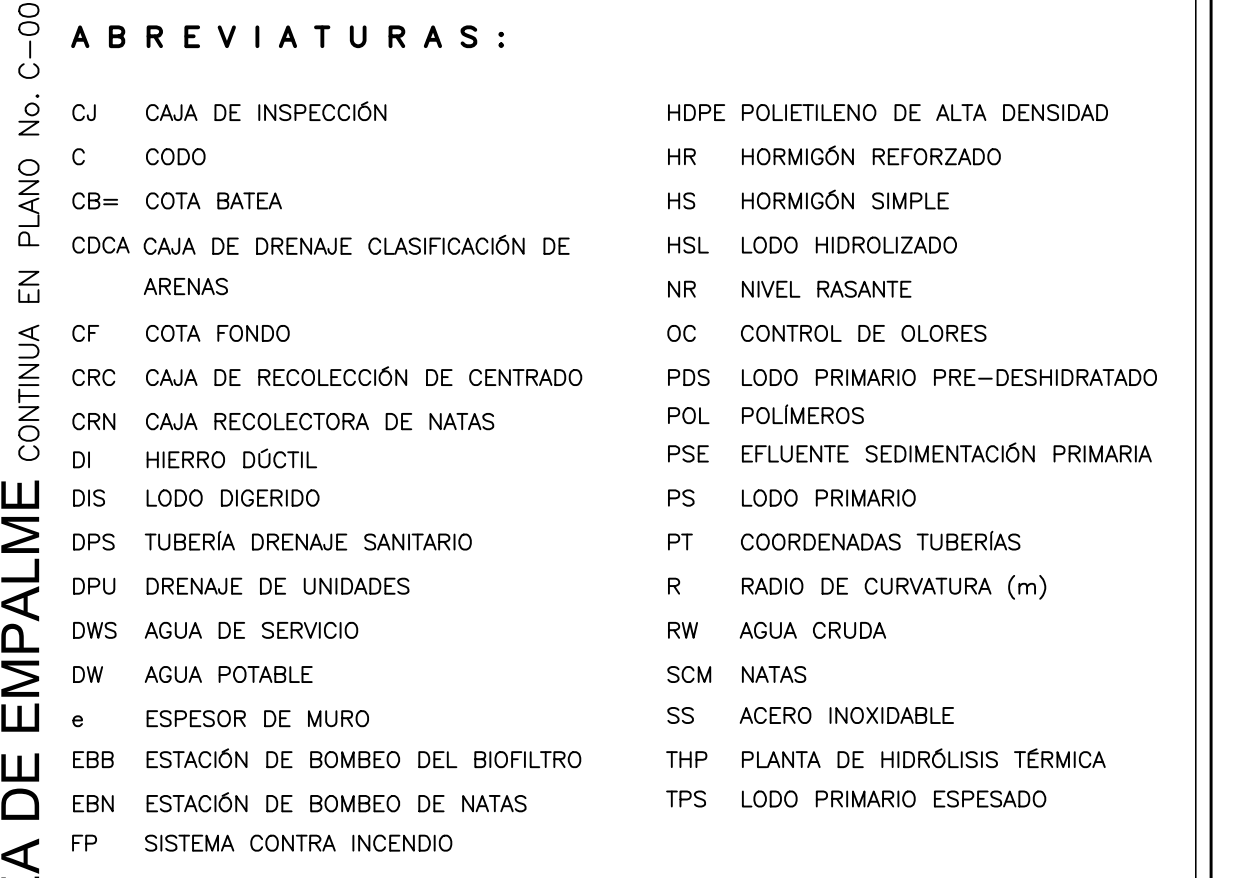 ABREVIATURAS:
CJ CAJA DE INSPECCIÓN
C CODO
CB= COTA BATEA
CDCA CAJA DE DRENAJE CLASIFICACIÓN DE
ARENAS
CF COTA FONDO
CRC CAJA DE RECOLECCIÓN DE CENTRADO
CRN CAJA RECOLECTORA DE NATAS
DI HIERRO DÚCTIL
DIS LODO DIGERIDO
DPS TUBERÍA DRENAJE SANITARIO
DPU DRENAJE DE UNIDADES
DWS AGUA DE SERVICIO
DW AGUA POTABLE
e ESPESOR DE MURO
EBB ESTACIÓN DE BOMBEO DEL BIOFILTRO
EBN ESTACIÓN DE BOMBEO DE NATAS
FP SISTEMA CONTRA INCENDIO
HDPE POLIETILENO DE ALTA DENSIDAD
HR HORMIGÓN REFORZADO
HS HORMIGÓN SIMPLE
HSL LODO HIDROLIZADO
NR NIVEL RASANTE
OC CONTROL DE OLORES
PDS LODO PRIMARIO PRE-DESHIDRATADO
POL POLÍMEROS
PSE EFLUENTE SEDIMENTACIÓN PRIMARIA
PS LODO PRIMARIO
PT COORDENADAS TUBERÍAS
R RADIO DE CURVATURA (m)
RW AGUA CRUDA
SCM NATAS
SS ACERO INOXIDABLE
THP PLANTA DE HIDRÓLISIS TÉRMICA
TPS LODO PRIMARIO ESPESADO
DE EMPALME CONTINUA EN PLANO No. C-00